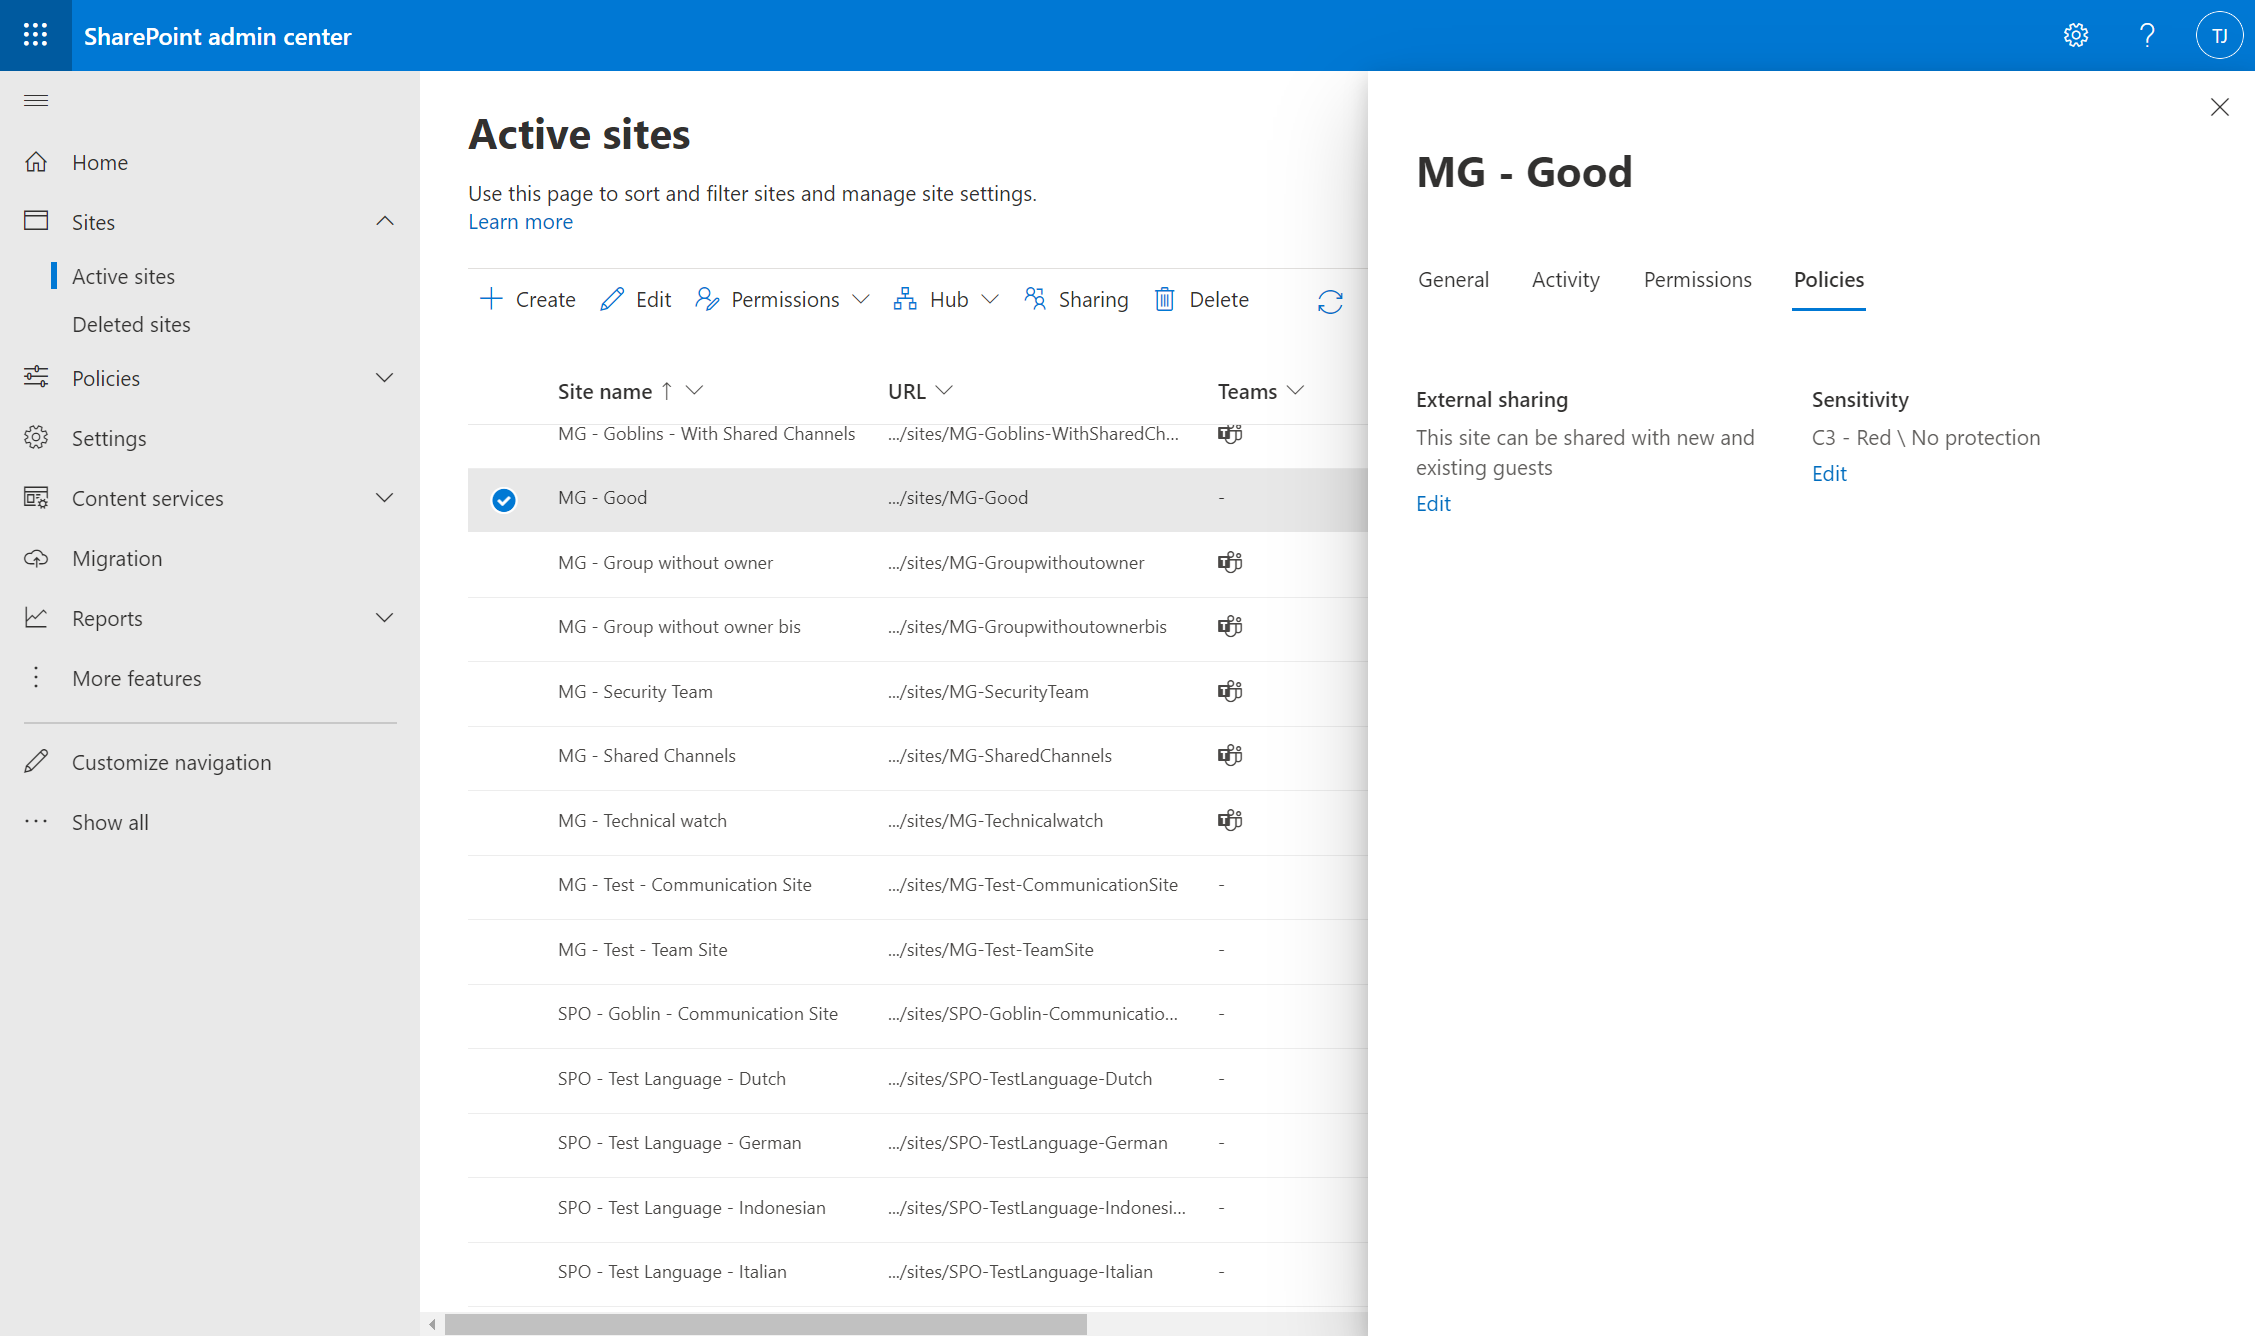 SharePoint admin center
TJ
Home
Sites
Active sites
Deleted sites
Policies
Settings
Content services
Migration
Reports
More features
Customize navigation
Show all
Active sites
Use this page to sort and filter sites and manage site settings.
Learn more
Create Edit Permissions Hub Sharing Delete
Site name URL Teams
MG - Goblins - With Shared Channels .../sites/MG-Goblins-WithSharedCh...
MG - Good .../sites/MG-Good -
MG - Group without owner .../sites/MG-Groupwithoutowner
MG - Group without owner bis .../sites/MG-Groupwithoutownerbis
MG - Security Team .../sites/MG-SecurityTeam
MG - Shared Channels .../sites/MG-SharedChannels
MG - Technical watch .../sites/MG-Technicalwatch
MG - Test - Communication Site .../sites/MG-Test-CommunicationSite -
MG - Test - Team Site .../sites/MG-Test-TeamSite -
SPO - Goblin - Communication Site .../sites/SPO-Goblin-Communicatio... -
SPO - Test Language - Dutch .../sites/SPO-TestLanguage-Dutch -
SPO - Test Language - German .../sites/SPO-TestLanguage-German -
SPO - Test Language - Indonesian .../sites/SPO-TestLanguage-Indonesi... -
SPO - Test Language - Italian .../sites/SPO-TestLanguage-Italian -
MG - Good
General Activity Permissions Policies
External sharing
This site can be shared with new and
existing guests
Edit
Sensitivity
C3 - Red \ No protection
Edit